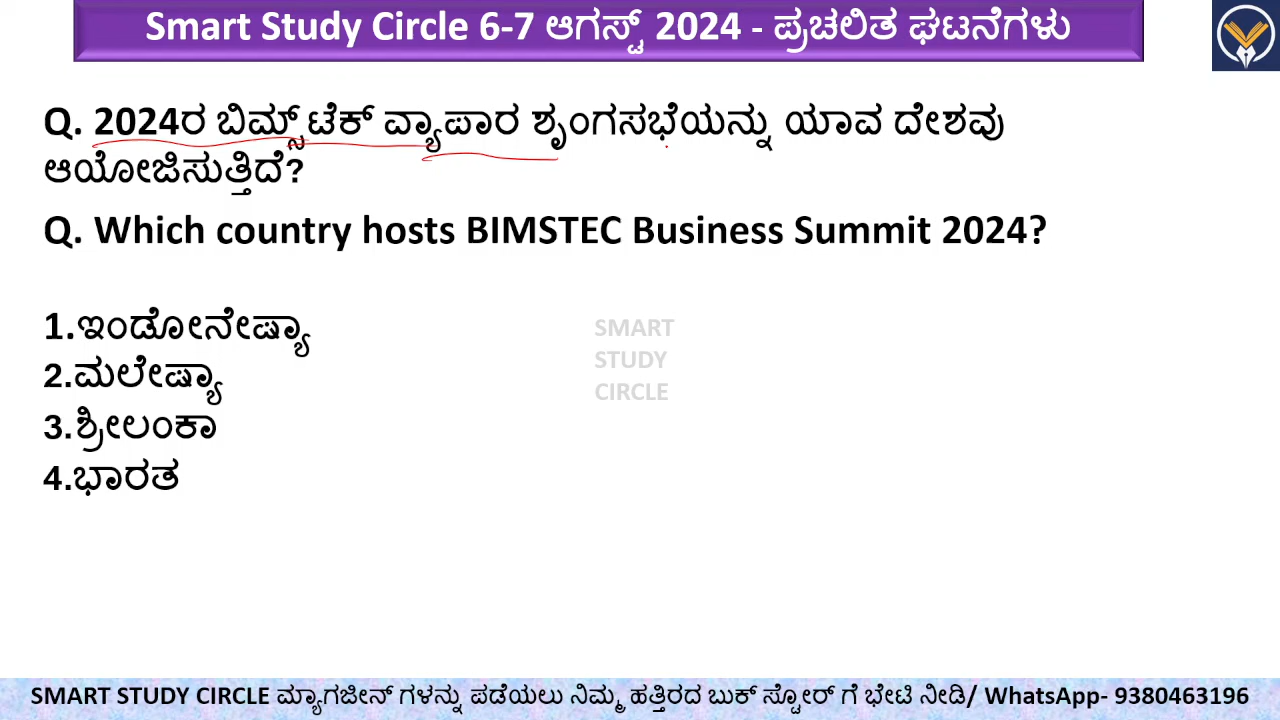 Smart Study Circle 6-7 ಆಗಸ್ಟ್ 2024 - ಪ್ರಚಲಿತ ಘಟನೆಗಳು
Q. 2024ರ ಬಿಮ್ಸ್ಟೆಕ್ ವ್ಯಾಪಾರ ಶೃಂಗಸಭೆಯನ್ನು ಯಾವ ದೇಶವು
ಆಯೋಜಿಸುತ್ತಿದೆ?
Q. Which country hosts BIMSTEC Business Summit 2024?
1.ಇಂಡೋನೇಷ್ಯಾ
2.ಮಲೇಷ್ಯಾ
3.ಶ್ರೀಲಂಕಾ
4.ಭಾರತ
SMART
STUDY
CIRCLE
SMART STUDY CIRCLE ಮ್ಯಾಗಜೀನ್ ಗಳನ್ನು ಪಡೆಯಲು ನಿಮ್ಮ ಹತ್ತಿರದ ಬುಕ್ ಸ್ಟೋರ್ ಗೆ ಭೇಟಿ ನೀಡಿ/ WhatsApp- 9380463196